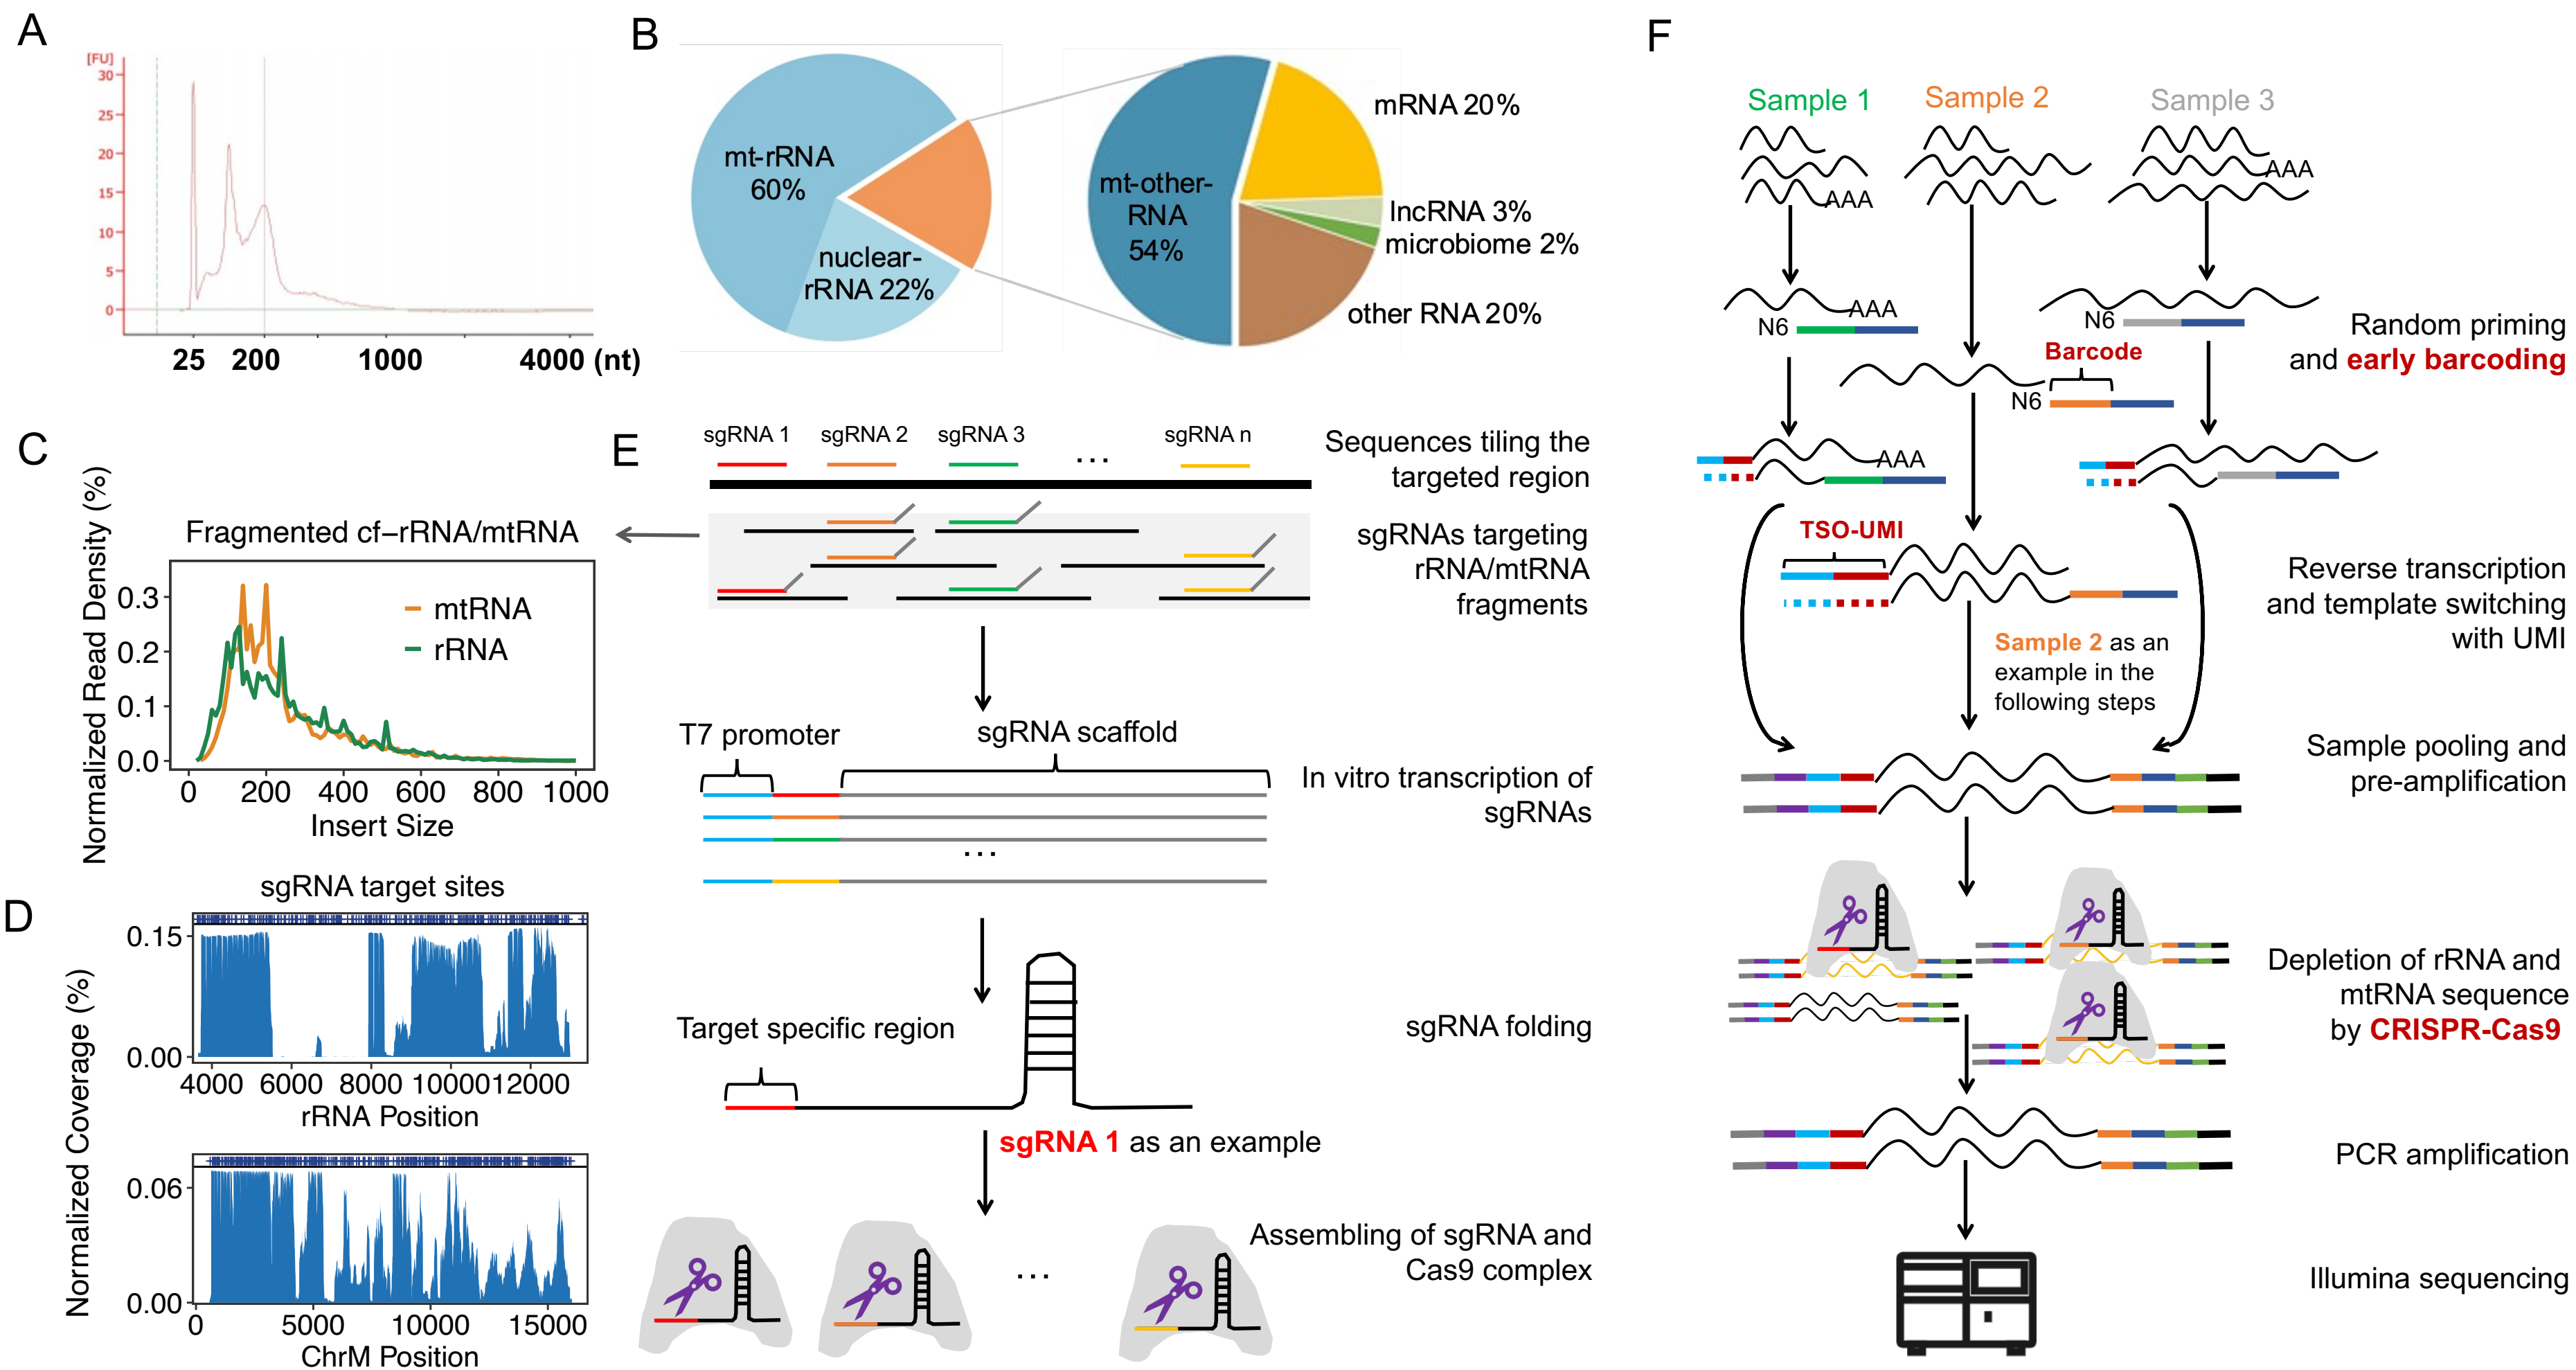 A
[FU]
30
25
20
15
10
5
0
25 200 1000 4000 (nt)
B
mt-rRNA
60%
nuclear-
rRNA 22%
mt-other-
RNA
54%
mRNA 20%
lncRNA 3%
microbiome 2%
other RNA 20%
C
Normalized Read Density (%)
Fragmented cf–rRNA/mtRNA
0.3
0.2
0.1
0.0
mtRNA
rRNA
0 200 400 600 800 1000
Insert Size
D
Normalized Coverage (%)
sgRNA target sites
0.15
0.00
4000 6000 8000 10000 12000
rRNA Position
0.06
0.00
0 5000 10000 15000
ChrM Position
E
sgRNA 1 sgRNA 2 sgRNA 3 ... sgRNA n
Sequences tiling the
targeted region
sgRNAs targeting
rRNA/mtRNA
fragments
T7 promoter
sgRNA scaffold
...
In vitro transcription of
sgRNAs
Target specific region
sgRNA folding
sgRNA 1 as an example
...
Assembling of sgRNA and
Cas9 complex
F
Sample 1 Sample 2 Sample 3
AAA
AAA
AAA
N6
N6
Barcode
N6
Random priming
and early barcoding
AAA
TSO-UMI
Reverse transcription
and template switching
with UMI
Sample 2 as an
example in the
following steps
Sample pooling and
pre-amplification
Depletion of rRNA and
mtRNA sequence
by CRISPR-Cas9
PCR amplification
Illumina sequencing